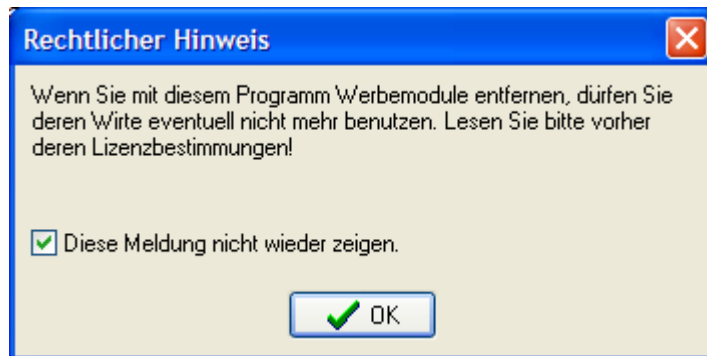 Rechtlicher Hinweis
Wenn Sie mit diesem Programm Werbemodule entfernen, dürfen Sie
deren Wirte eventuell nicht mehr benutzen. Lesen Sie bitte vorher
deren Lizenzbestimmungen!
Diese Meldung nicht wieder zeigen.
OK